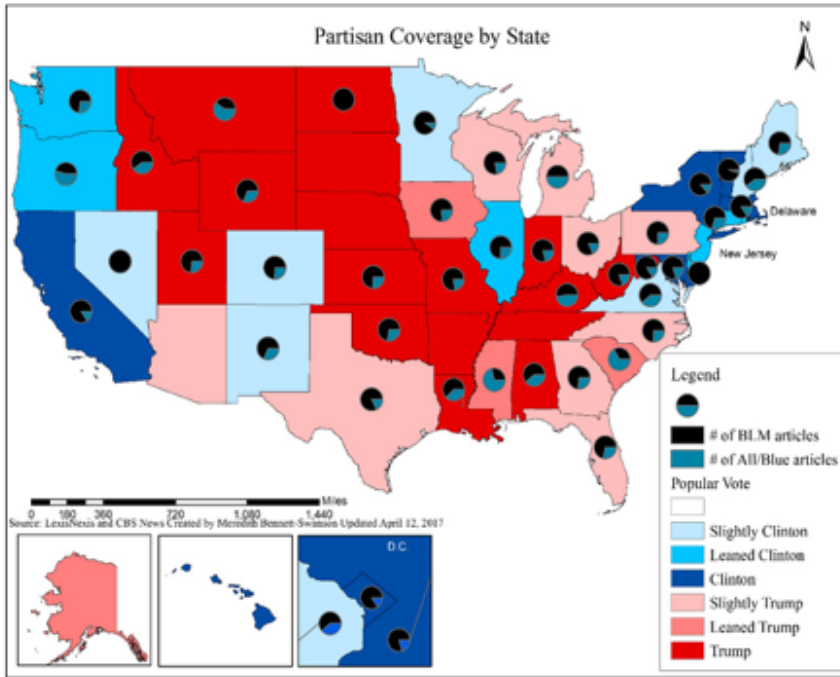 Partisan Coverage by State
N
Delaware
New Jersey
Legend
# of BLM articles
# of All/Blue articles
Popular Vote
Slightly Clinton
Leaned Clinton
Clinton
Slightly Trump
Leaned Trump
Trump
Miles
0 180 360 720 1,080 1,440
Source: LexisNexis and CBS News Created by Meredith Bennett-Swanson Updated April 12, 2017
D.C.